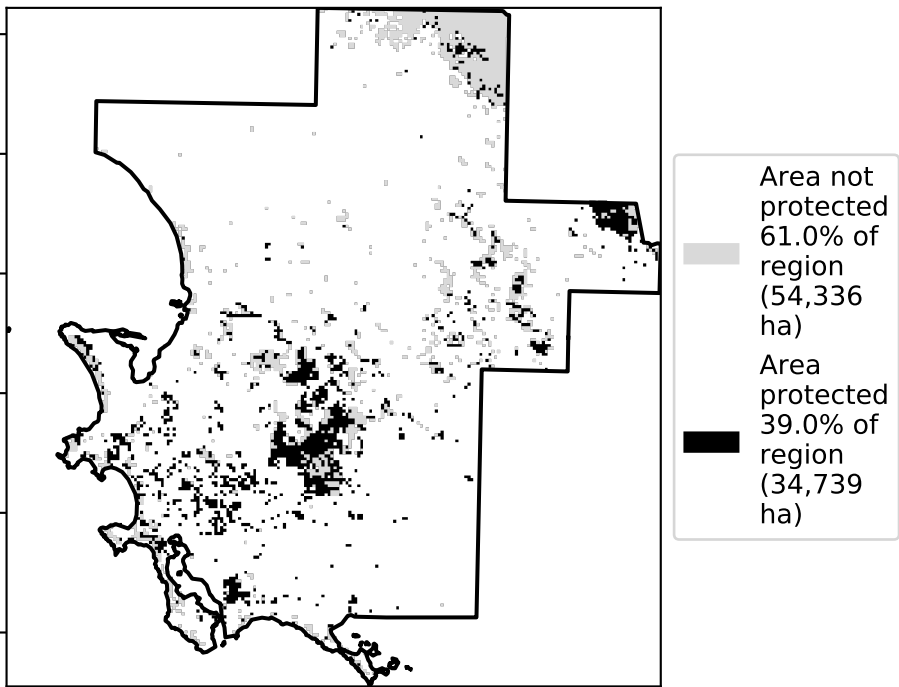 Area not
protected
61.0% of
region
(54,336
ha)
Area
protected
39.0% of
region
(34,739
ha)